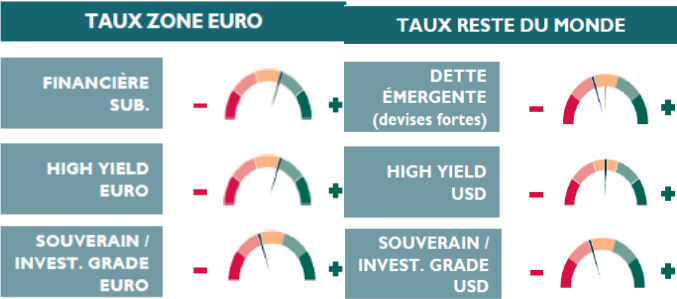 TAUX ZONE EURO
FINANCIÈRE
SUB.
- +
HIGH YIELD
EURO
- +
SOUVERAIN /
INVEST. GRADE
EURO
- +
TAUX RESTE DU MONDE
DETTE
ÉMERGENTE
(devises fortes)
- +
HIGH YIELD
USD
- +
SOUVERAIN /
INVEST. GRADE
USD
- +